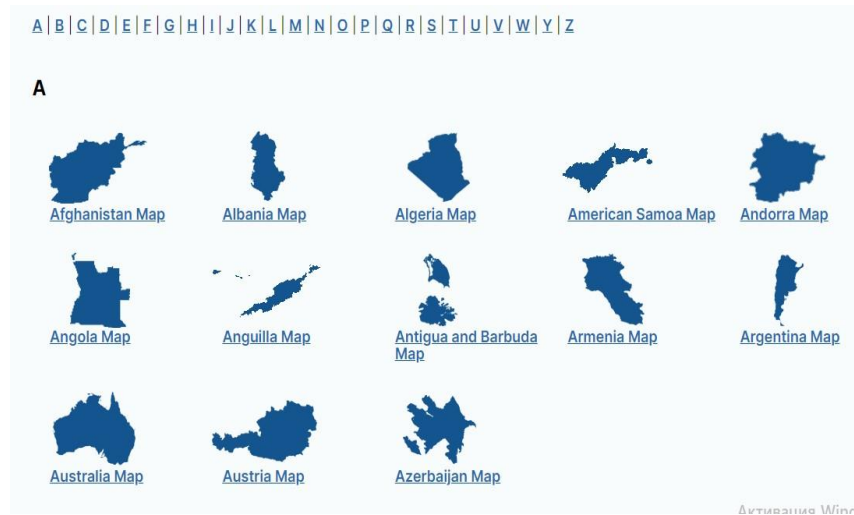 A | B | C | D | E | F | G | H | I | J | K | L | M | N | O | P | Q | R | S | T | U | V | W | Y | Z
A
Afghanistan Map
Albania Map
Algeria Map
American Samoa Map
Andorra Map
Angola Map
Anguilla Map
Antigua and Barbuda
Map
Armenia Map
Argentina Map
Australia Map
Austria Map
Azerbaijan Map
Активация Wind